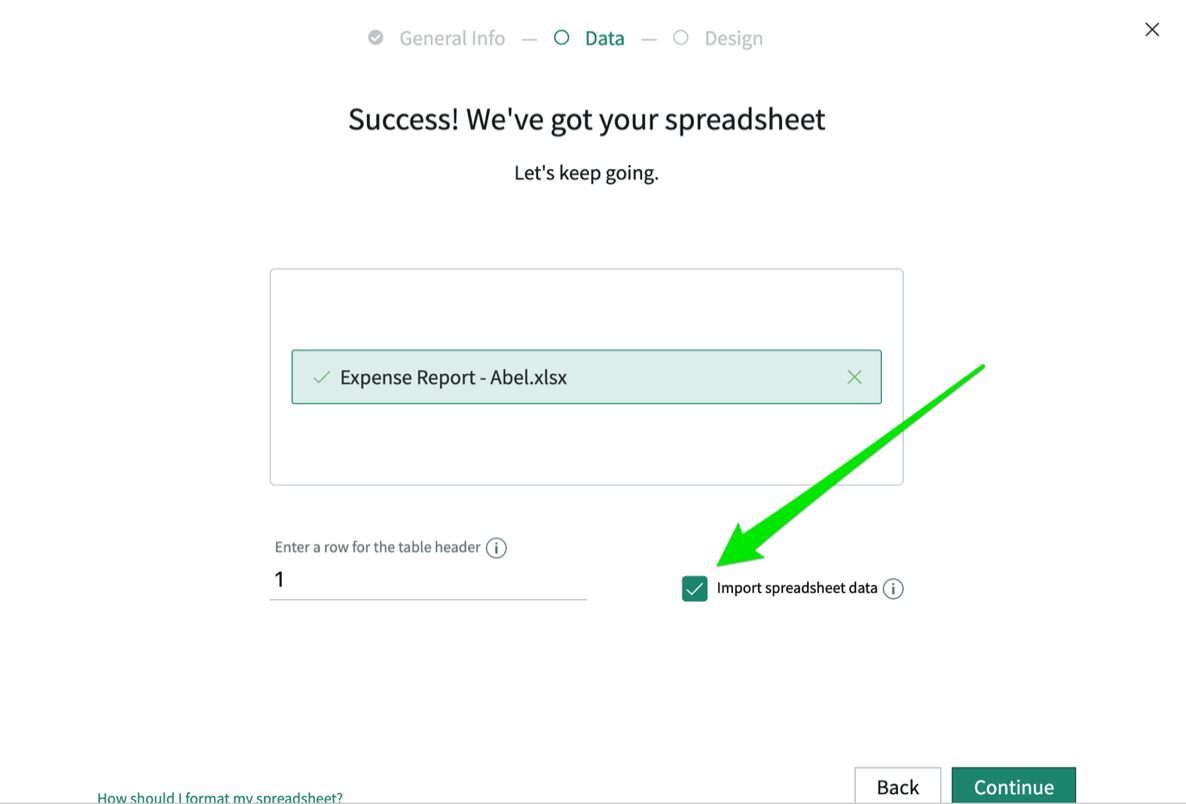 General Info — Data — Design
Success! We've got your spreadsheet
Let's keep going.
Expense Report - Abel.xlsx
Enter a row for the table header
1
Import spreadsheet data
Back
Continue
How should I format my spreadsheet?